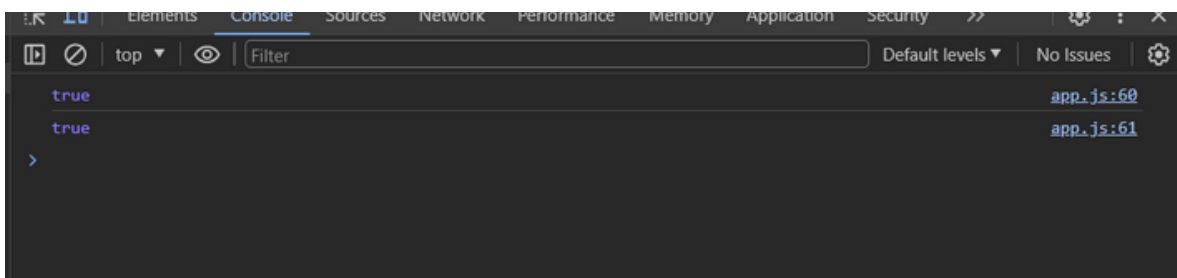 Elements Console Sources Network Performance Memory Application Security >>
top Filter Default levels No Issues
true app.js:60
true app.js:61
>